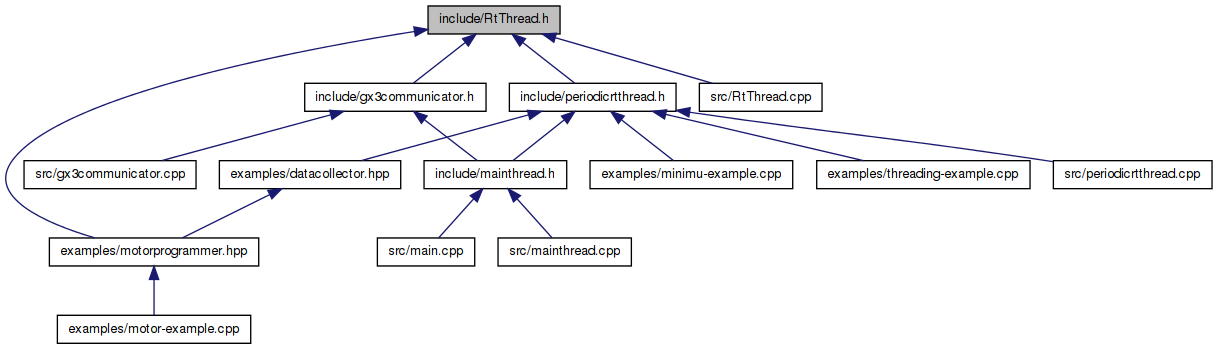 include/RtThread.h
include/gx3communicator.h
include/periodicrtthread.h
src/RtThread.cpp
src/gx3communicator.cpp
examples/datacollector.hpp
include/mainthread.h
examples/minimu-example.cpp
examples/threading-example.cpp
src/periodicrtthread.cpp
examples/motorprogrammer.hpp
src/main.cpp
src/mainthread.cpp
examples/motor-example.cpp